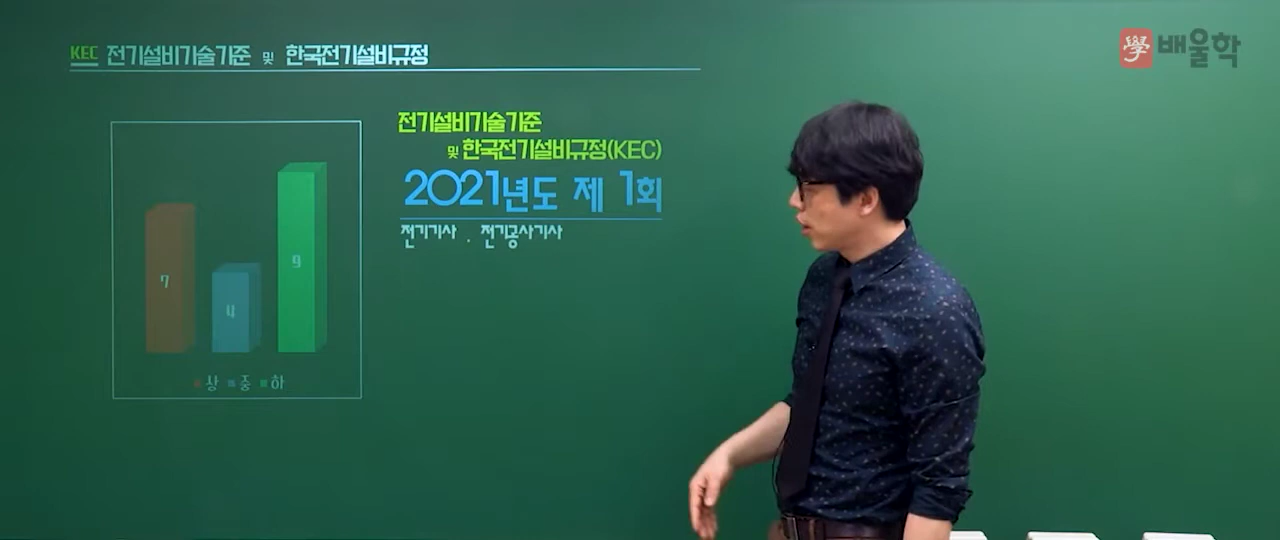 KEC 전기설비기술기준 및 한국전기설비규정
學 배울학
전기설비기술기준
및 한국전기설비규정(KEC)
2021년도 제 1회
전기기사 . 전기공사기사
7
4
9
상 중 하